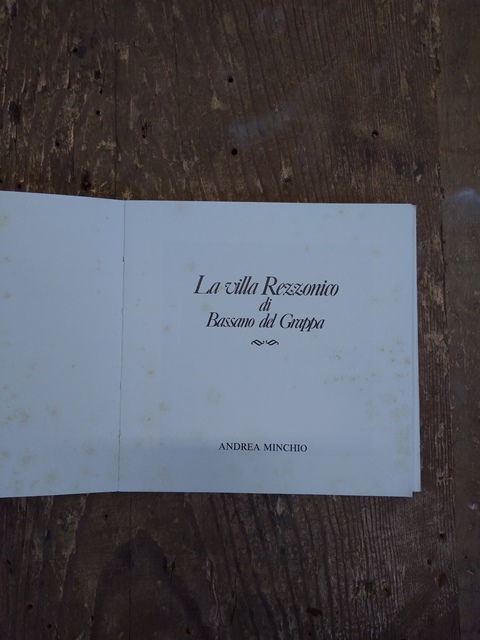 La villa Rezzonico
di
Bassano del Grappa
ANDREA MINCHIO